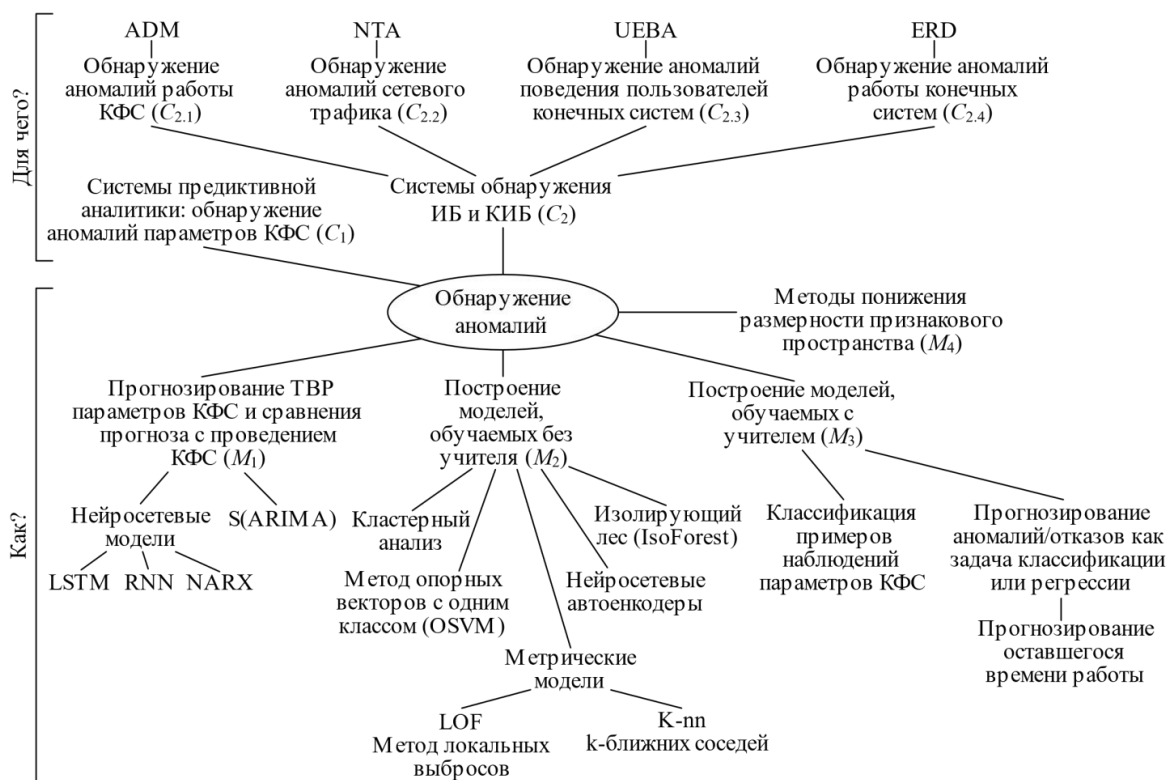 Для чего?
ADM
Обнаружение
аномалий работы
КФС (C2.1)
NTA
Обнаружение
аномалий сетевого
трафика (C2.2)
UEBA
Обнаружение аномалий
поведения пользователей
конечных систем (C2.3)
ERD
Обнаружение аномалий
работы конечных
систем (C2.4)
Системы предиктивной
аналитики: обнаружение
аномалий параметров КФС (C1)
Системы обнаружения
ИБ и КИБ (C2)
Обнаружение
аномалий
Как?
Методы понижения
размерности признакового
пространства (M4)
Прогнозирование ТВР
параметров КФС и сравнения
прогноза с проведением
КФС (M1)
Построение
моделей,
обучаемых без
учителя (M2)
Построение моделей,
обучаемых с
учителем (M3)
Нейросетевые
модели
S(ARIMA)
LSTM RNN NARX
Кластерный
анализ
Метод опорных
векторов с одним
классом (OSVM)
Изолирующий
лес (IsoForest)
Нейросетевые
автоенкодеры
Метрические
модели
LOF
Метод локальных
выбросов
K-nn
k-ближних соседей
Классификация
примеров
наблюдений
параметров КФС
Прогнозирование
аномалий/отказов как
задача классификации
или регрессии
Прогнозирование
оставшегося
времени работы